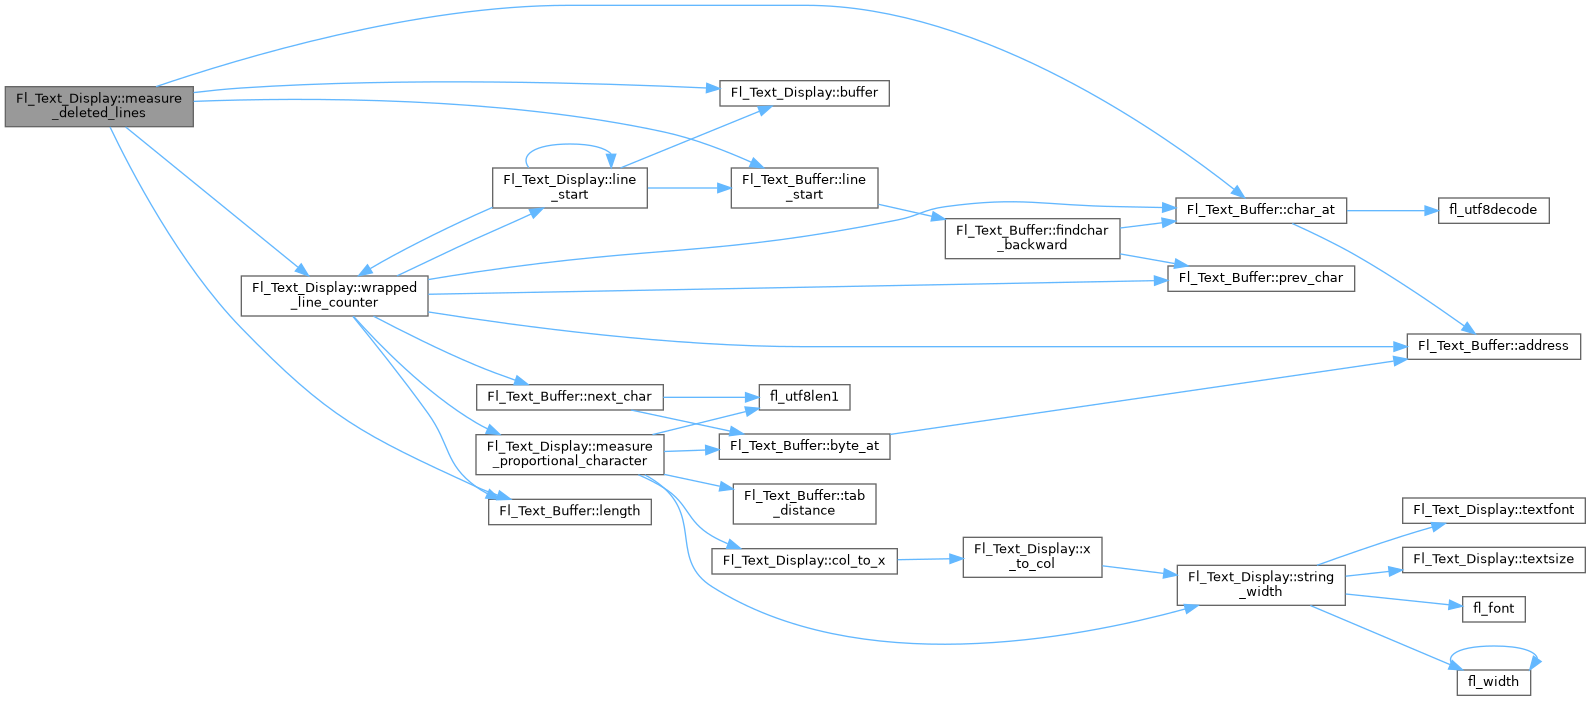 Fl_Text_Display::measure
_deleted_lines
Fl_Text_Display::buffer
Fl_Text_Display::line
_start
Fl_Text_Buffer::line
_start
Fl_Text_Buffer::char_at
fl_utf8decode
Fl_Text_Buffer::findchar
_backward
Fl_Text_Buffer::prev_char
Fl_Text_Display::wrapped
_line_counter
Fl_Text_Buffer::address
Fl_Text_Buffer::next_char
fl_utf8len1
Fl_Text_Display::measure
_proportional_character
Fl_Text_Buffer::byte_at
Fl_Text_Buffer::tab
_distance
Fl_Text_Buffer::length
Fl_Text_Display::textfont
Fl_Text_Display::col_to_x
Fl_Text_Display::x
_to_col
Fl_Text_Display::textsize
Fl_Text_Display::string
_width
fl_font
fl_width